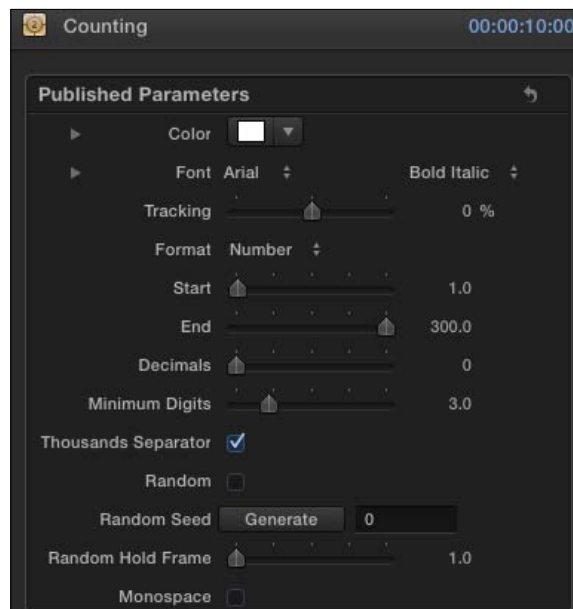 Counting 00:00:10:00
Published Parameters
Color
Font Arial Bold Italic
Tracking 0 %
Format Number
Start 1.0
End 300.0
Decimals 0
Minimum Digits 3.0
Thousands Separator
Random
Random Seed Generate 0
Random Hold Frame 1.0
Monospace